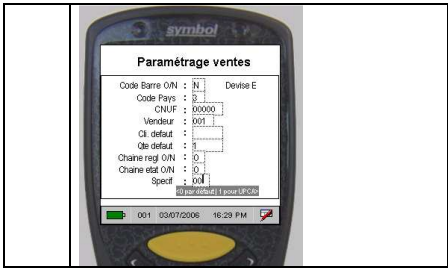 symbol
Paramétrage ventes
Code Barre O/N : N Devise E
Code Pays : 3
CNUF : 00000
Vendeur : 001
Cli. defaut :
Qte defaut : 1
Chaine regl O/N : O
Chaine etat O/N : O
Specif : 00
<0 par défaut | 1 pour UPCA>
001 03/07/2006 16:29 PM